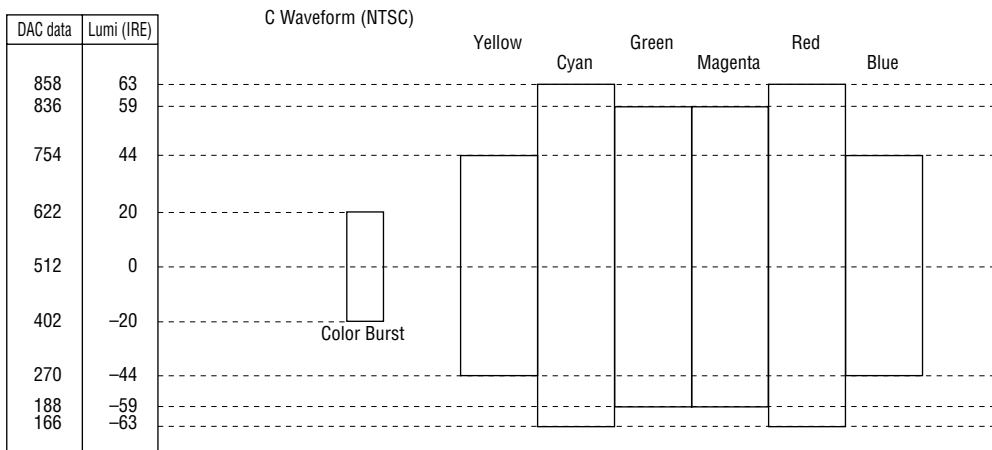 C Waveform (NTSC)
DAC data Lumi (IRE)
Yellow Green Red
Cyan Magenta Blue
858 63
836 59
754 44
622 20
512 0
402 –20
Color Burst
270 –44
188 –59
166 –63